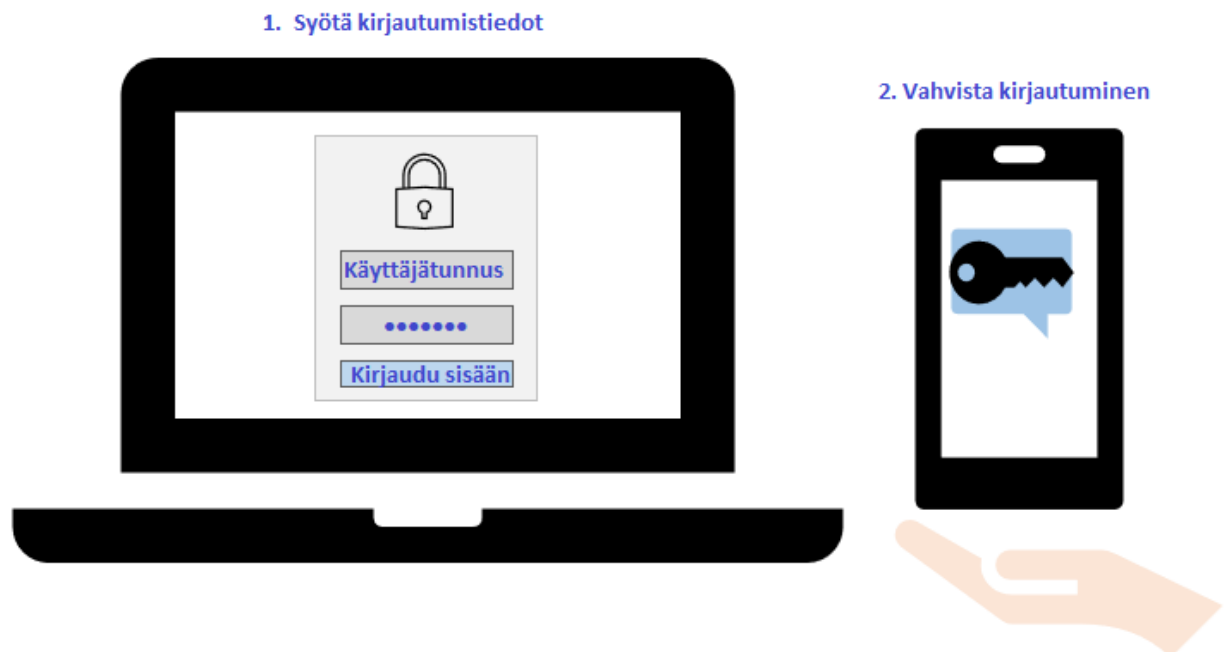 1. Syötä kirjautumistiedot
2. Vahvista kirjautuminen
Käyttäjätunnus
•••••••
Kirjaudu sisään